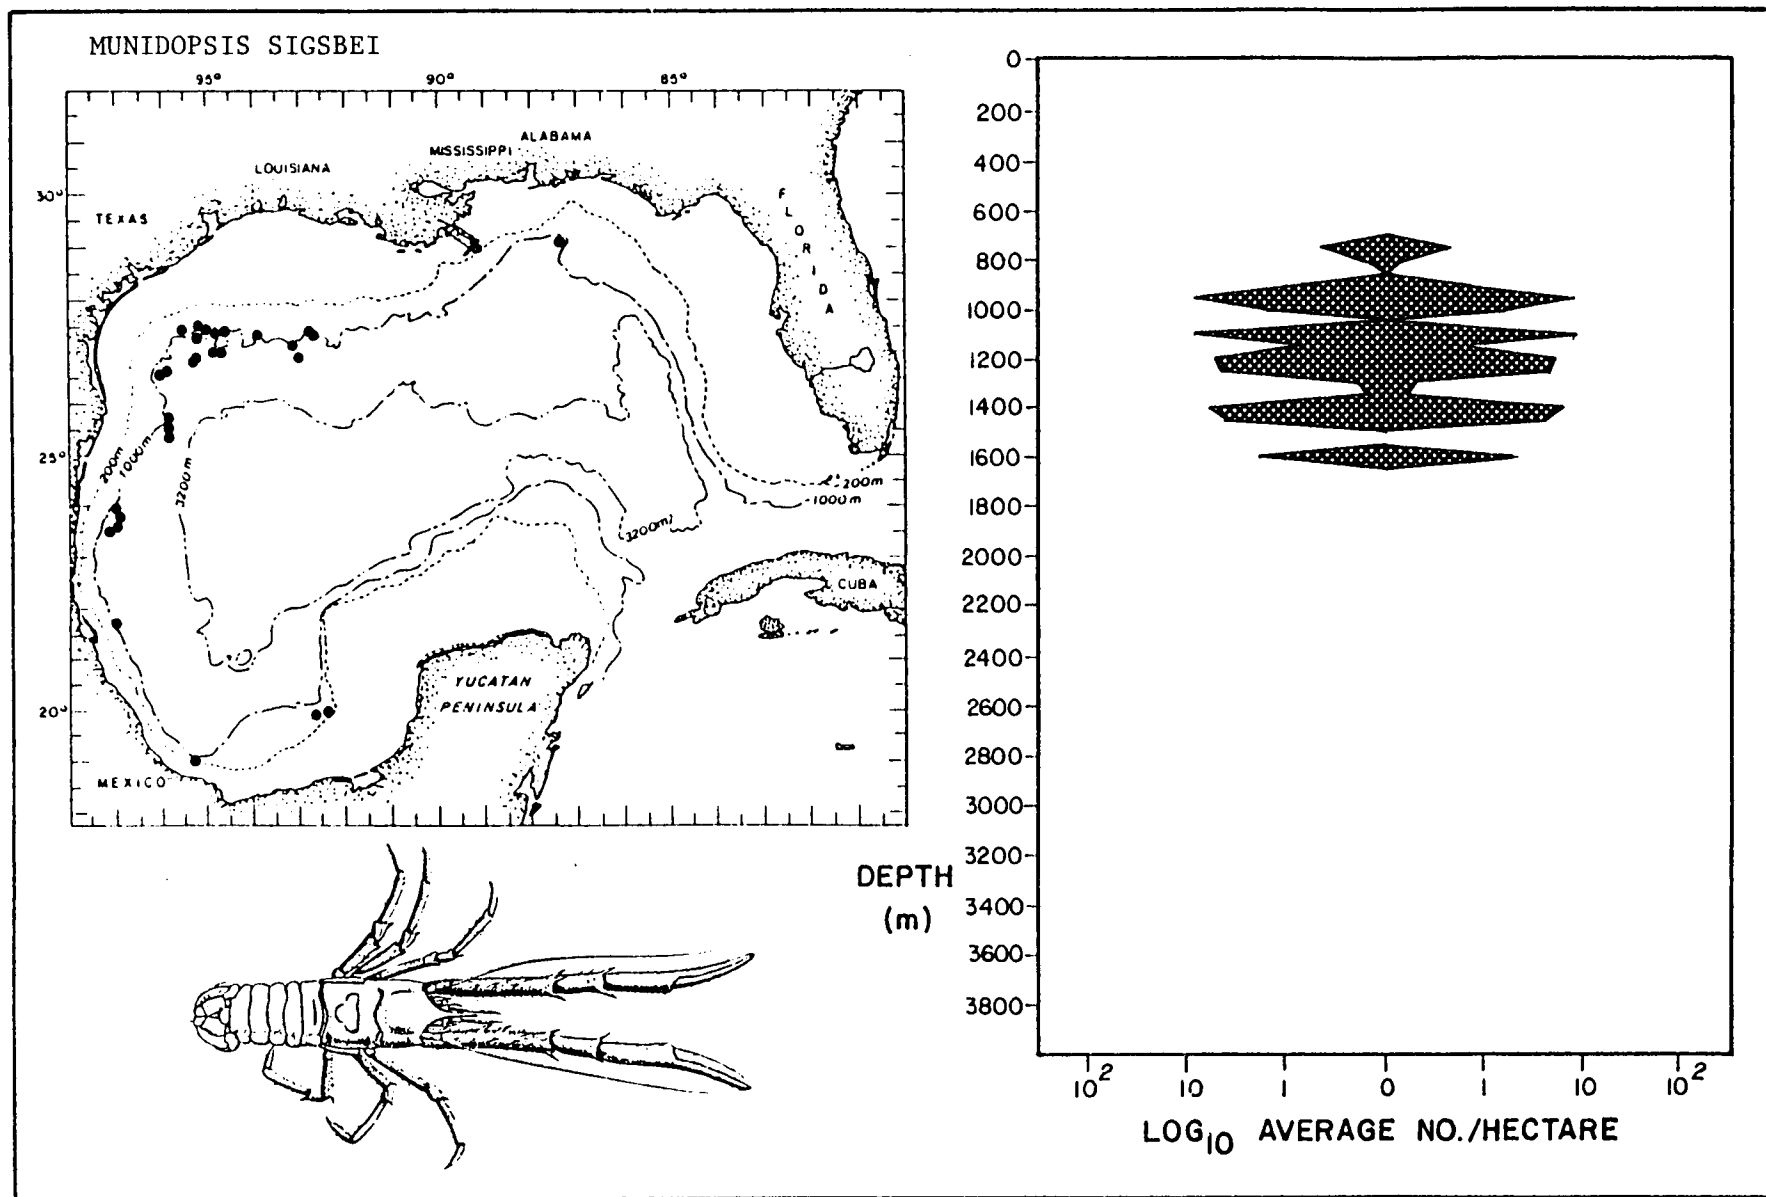 MUNIDOPSIS SIGSBEI
95° 90° 85°
ALABAMA
MISSISSIPPI
LOUISIANA
30°
TEXAS
FLORIDA
25°
200m
1000m
3200m
200m
1000m
3200m
CUBA
YUCATAN
PENINSULA
20°
MEXICO
DEPTH
(m)
0
200
400
600
800
1000
1200
1400
1600
1800
2000
2200
2400
2600
2800
3000
3200
3400
3600
3800
10² 10 1 0 1 10 10²
LOG₁₀ AVERAGE NO./HECTARE